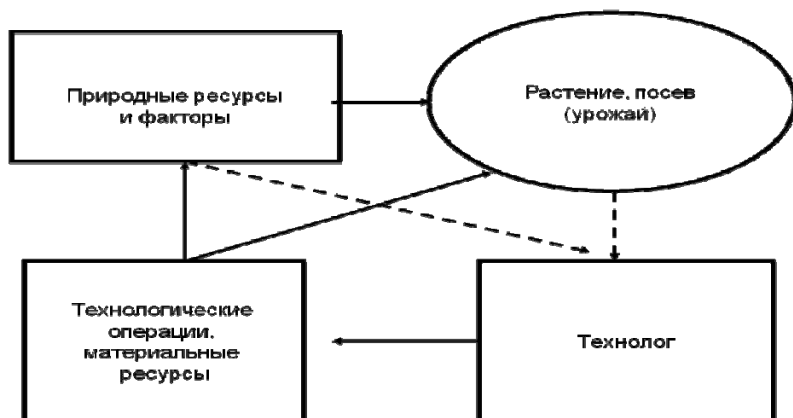 Природные ресурсы
и факторы
Растение, посев
(урожай)
Технологические
операции,
материальные
ресурсы
Технолог